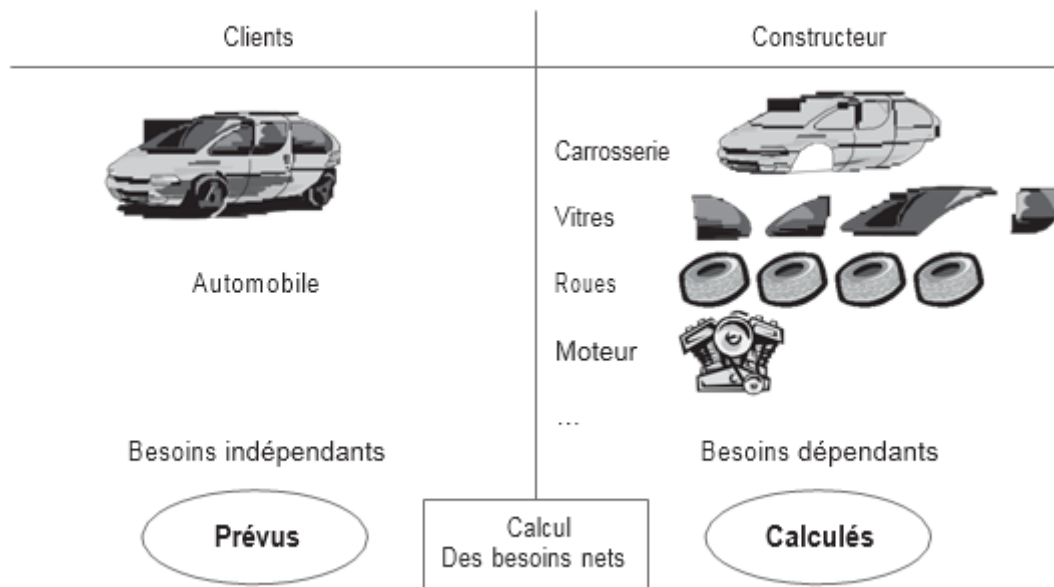 Clients
Constructeur
Carrosserie
Vitres
Automobile
Roues
Moteur
...
Besoins indépendants
Besoins dépendants
Prévus
Calcul
Des besoins nets
Calculés